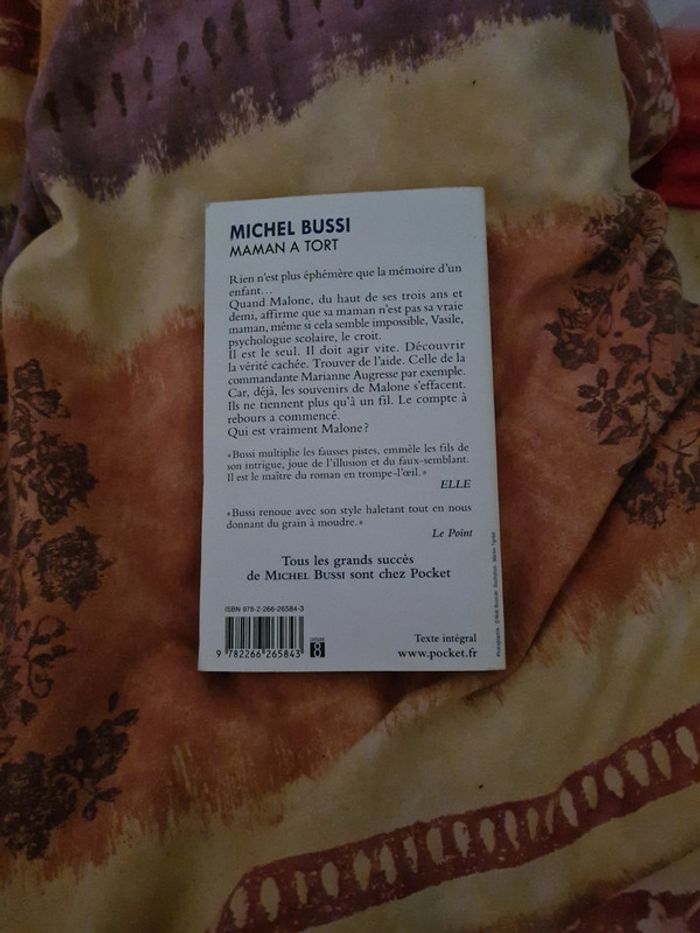 MICHEL BUSSI
MAMAN A TORT
Rien n'est plus éphémère que la mémoire d'un
enfant...
Quand Malone, du haut de ses trois ans et
demi, affirme que sa maman n'est pas sa vraie
maman, même si cela semble impossible, Vasile,
psychologue scolaire, le croit.
Il est le seul. Il doit agir vite. Découvrir
la vérité cachée. Trouver de l'aide. Celle de la
commandante Marianne Augresse par exemple.
Car, déjà, les souvenirs de Malone s'effacent.
Ils ne tiennent plus qu'à un fil. Le compte à
rebours a commencé.
Qui est vraiment Malone ?
« Bussi multiplie les fausses pistes, emmêle les fils de
son intrigue, joue de l'illusion et du faux-semblant.
Il est le maître du roman en trompe-l'œil. »
ELLE
« Bussi renoue avec son style haletant tout en nous
donnant du grain à moudre. »
Le Point
Tous les grands succès
de MICHEL BUSSI sont chez Pocket
ISBN 978-2-266-26584-3
9 782266 265843
8
Texte intégral
www.pocket.fr